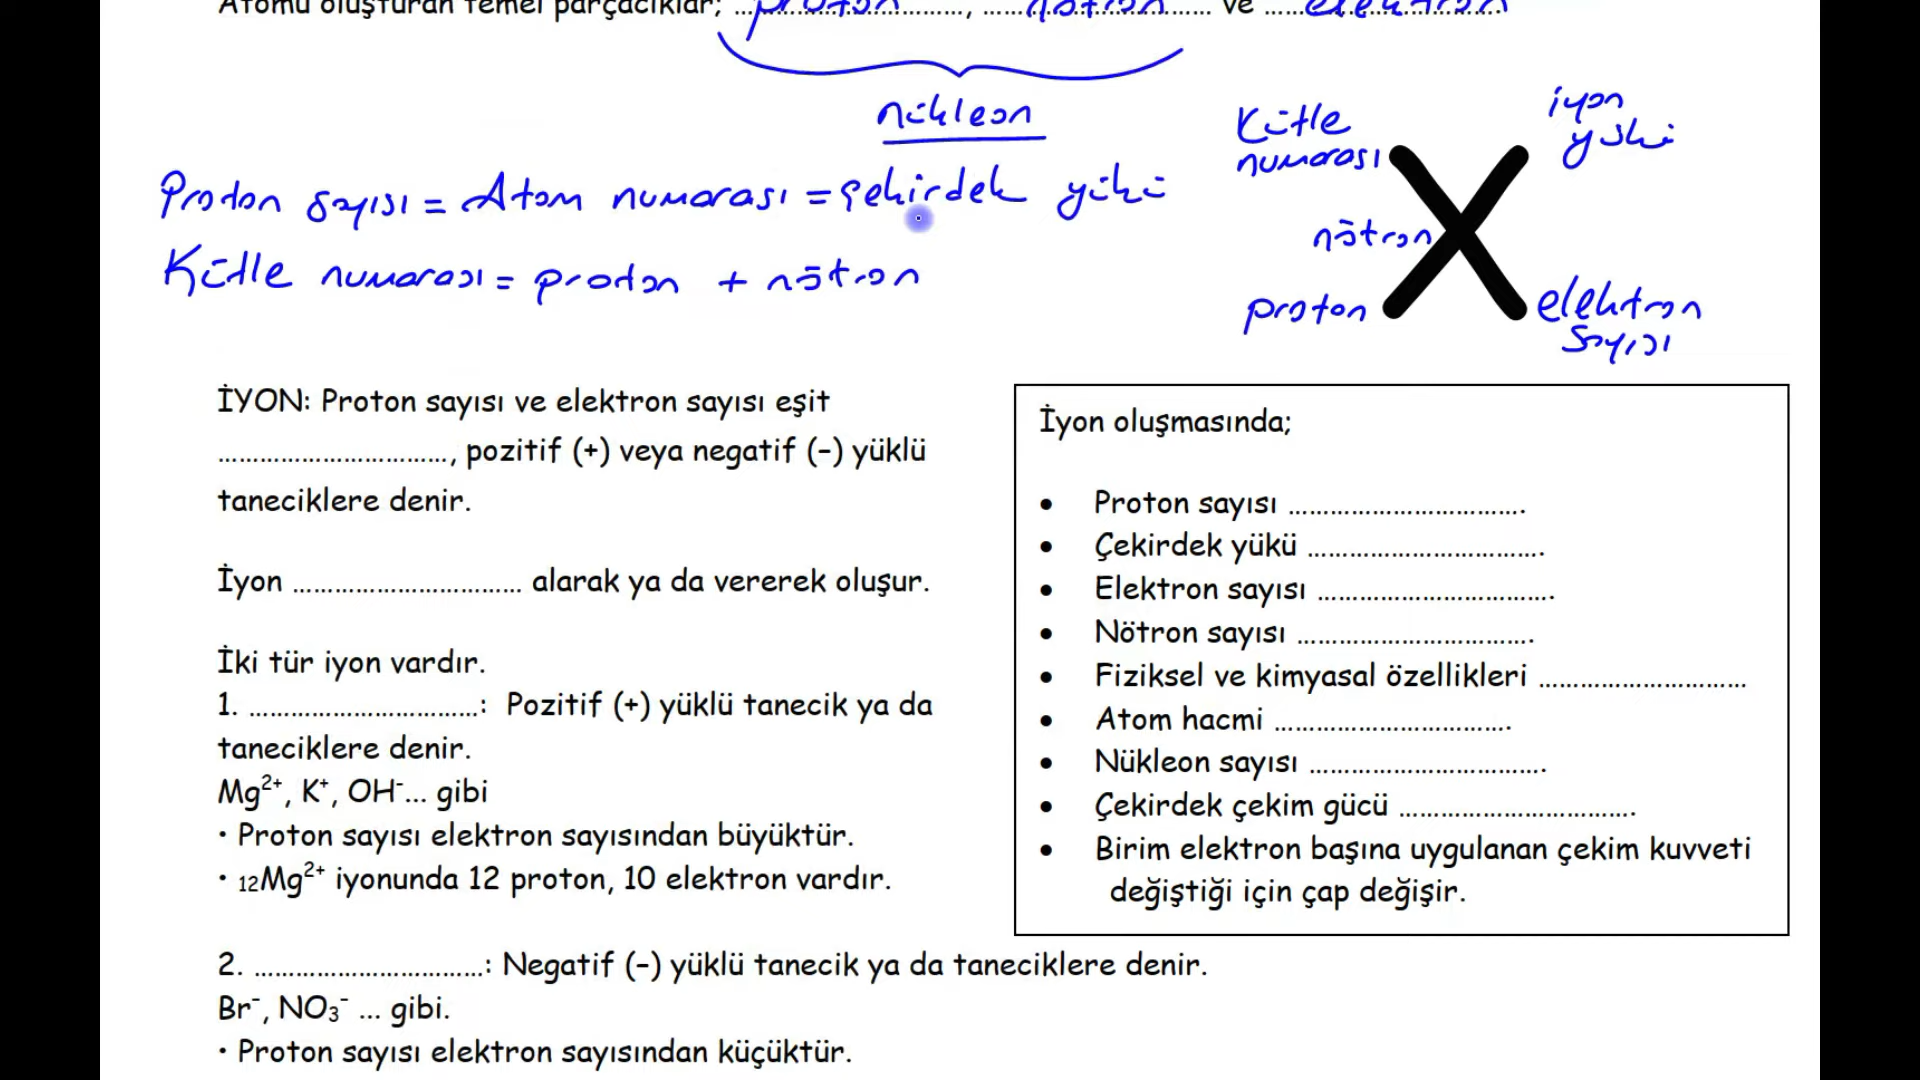 Atomu oluşturan temel parçacıklar; ...proton..., ...nötron... ve ...elektron...
nükleon
Kütle numarası
iyon yükü
Proton sayısı = Atom numarası = çekirdek yükü
nötron
Kütle numarası = proton + nötron
proton
elektron sayısı
İYON: Proton sayısı ve elektron sayısı eşit
..............................., pozitif (+) veya negatif (–) yüklü
taneciklere denir.
İyon ............................... alarak ya da vererek oluşur.
İki tür iyon vardır.
1. ...............................: Pozitif (+) yüklü tanecik ya da
taneciklere denir.
Mg²⁺, K⁺, OH⁻... gibi
• Proton sayısı elektron sayısından büyüktür.
• ₁₂Mg²⁺ iyonunda 12 proton, 10 elektron vardır.
İyon oluşmasında;
• Proton sayısı ...............................
• Çekirdek yükü ...............................
• Elektron sayısı ...............................
• Nötron sayısı ...............................
• Fiziksel ve kimyasal özellikleri ............................
• Atom hacmi ...............................
• Nükleon sayısı ...............................
• Çekirdek çekim gücü ...............................
• Birim elektron başına uygulanan çekim kuvveti
değiştiği için çap değişir.
2. ...............................: Negatif (–) yüklü tanecik ya da taneciklere denir.
Br⁻, NO₃⁻ ... gibi.
• Proton sayısı elektron sayısından küçüktür.